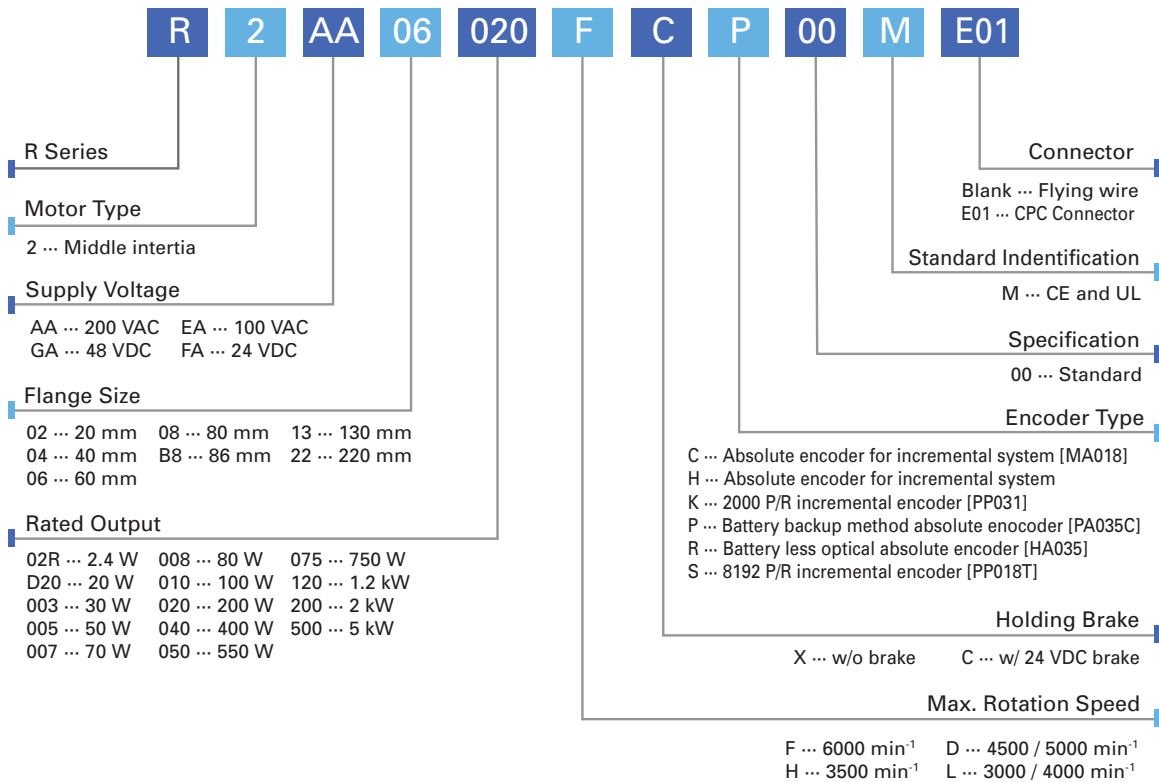 R 2 AA 06 020 F C P 00 M E01
R Series
Motor Type
2 ··· Middle intertia
Supply Voltage
AA ··· 200 VAC EA ··· 100 VAC
GA ··· 48 VDC FA ··· 24 VDC
Flange Size
02 ··· 20 mm 08 ··· 80 mm 13 ··· 130 mm
04 ··· 40 mm B8 ··· 86 mm 22 ··· 220 mm
06 ··· 60 mm
Rated Output
02R ··· 2.4 W 008 ··· 80 W 075 ··· 750 W
D20 ··· 20 W 010 ··· 100 W 120 ··· 1.2 kW
003 ··· 30 W 020 ··· 200 W 200 ··· 2 kW
005 ··· 50 W 040 ··· 400 W 500 ··· 5 kW
007 ··· 70 W 050 ··· 550 W
Connector
Blank ··· Flying wire
E01 ··· CPC Connector
Standard Indentification
M ··· CE and UL
Specification
00 ··· Standard
Encoder Type
C ··· Absolute encoder for incremental system [MA018]
H ··· Absolute encoder for incremental system
K ··· 2000 P/R incremental encoder [PP031]
P ··· Battery backup method absolute enocoder [PA035C]
R ··· Battery less optical absolute encoder [HA035]
S ··· 8192 P/R incremental encoder [PP018T]
Holding Brake
X ··· w/o brake C ··· w/ 24 VDC brake
Max. Rotation Speed
F ··· 6000 min⁻¹ D ··· 4500 / 5000 min⁻¹
H ··· 3500 min⁻¹ L ··· 3000 / 4000 min⁻¹